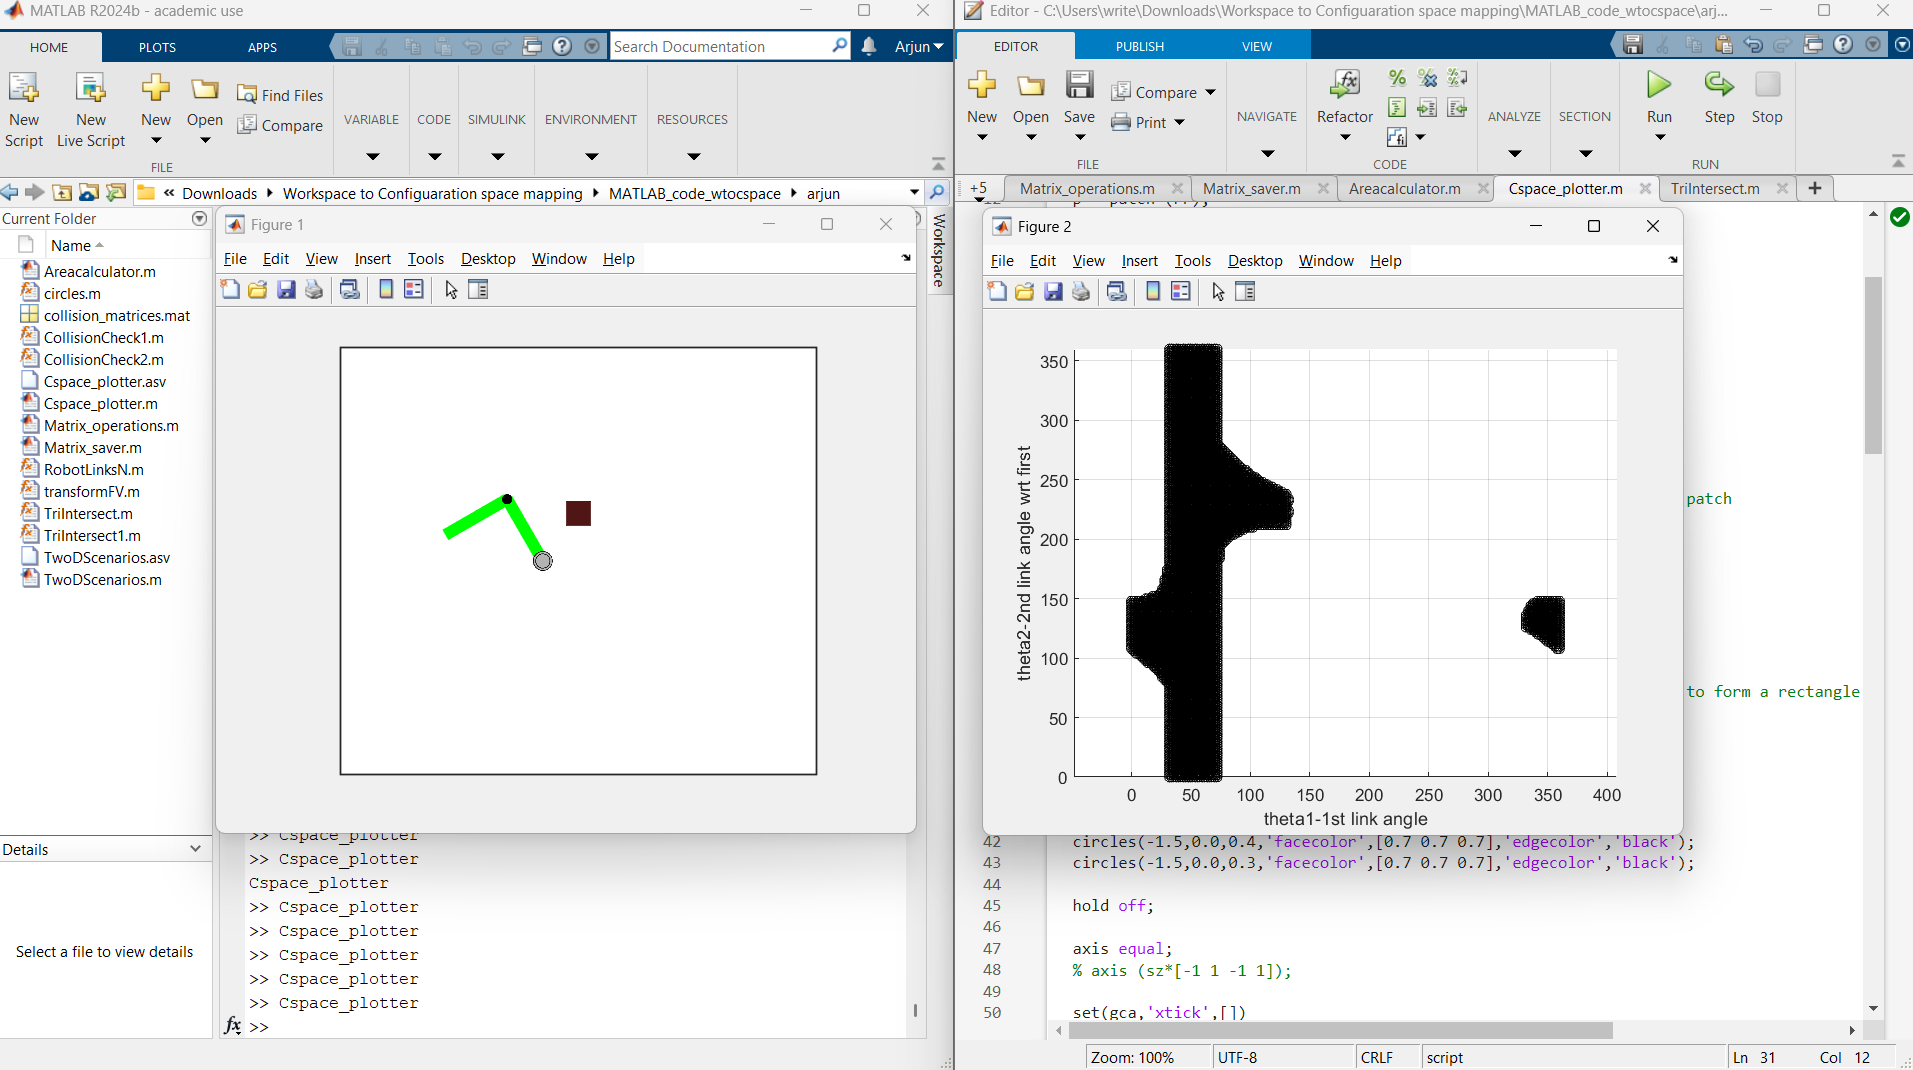 MATLAB R2024b - academic use
HOME PLOTS APPS
Search Documentation
Arjun
New Script
New Live Script
New
Open
Find Files
Compare
FILE
VARIABLE
CODE
SIMULINK
ENVIRONMENT
RESOURCES
« Downloads Workspace to Configuaration space mapping MATLAB_code_wtocspace arjun
Current Folder
Name
Areacalculator.m
circles.m
collision_matrices.mat
CollisionCheck1.m
CollisionCheck2.m
Cspace_plotter.asv
Cspace_plotter.m
Matrix_operations.m
Matrix_saver.m
RobotLinksN.m
transformFV.m
TriIntersect.m
TriIntersect1.m
TwoDScenarios.asv
TwoDScenarios.m
Details
Select a file to view details
Workspace
Figure 1
File Edit View Insert Tools Desktop Window Help
>> Cspace_plotter
>> Cspace_plotter
Cspace_plotter
>> Cspace_plotter
>> Cspace_plotter
>> Cspace_plotter
>> Cspace_plotter
>> Cspace_plotter
fx >>
Editor - C:\Users\write\Downloads\Workspace to Configuaration space mapping\MATLAB_code_wtocspace\arj...
EDITOR PUBLISH VIEW
New
Open
Save
Compare
Print
FILE
NAVIGATE
Refactor
CODE
ANALYZE
SECTION
Run
Step
Stop
RUN
+5 Matrix_operations.m Matrix_saver.m Areacalculator.m Cspace_plotter.m TriIntersect.m
Figure 2
File Edit View Insert Tools Desktop Window Help
theta2-2nd link angle wrt first
350
300
250
200
150
100
50
0
0 50 100 150 200 250 300 350 400
theta1-1st link angle
patch
to form a rectangle
42 circles(-1.5,0.0,0.4,'facecolor',[0.7 0.7 0.7],'edgecolor','black');
43 circles(-1.5,0.0,0.3,'facecolor',[0.7 0.7 0.7],'edgecolor','black');
44
45 hold off;
46
47 axis equal;
48 % axis (sz*[-1 1 -1 1]);
49
50 set(gca,'xtick',[])
Zoom: 100% UTF-8 CRLF script Ln 31 Col 12